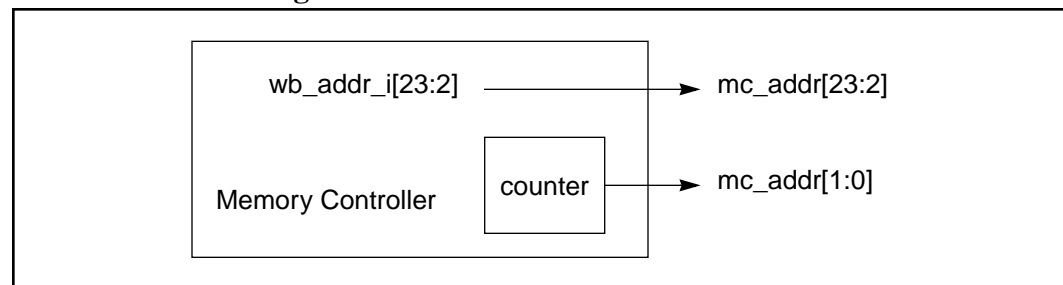 wb_addr_i[23:2] mc_addr[23:2]
counter mc_addr[1:0]
Memory Controller